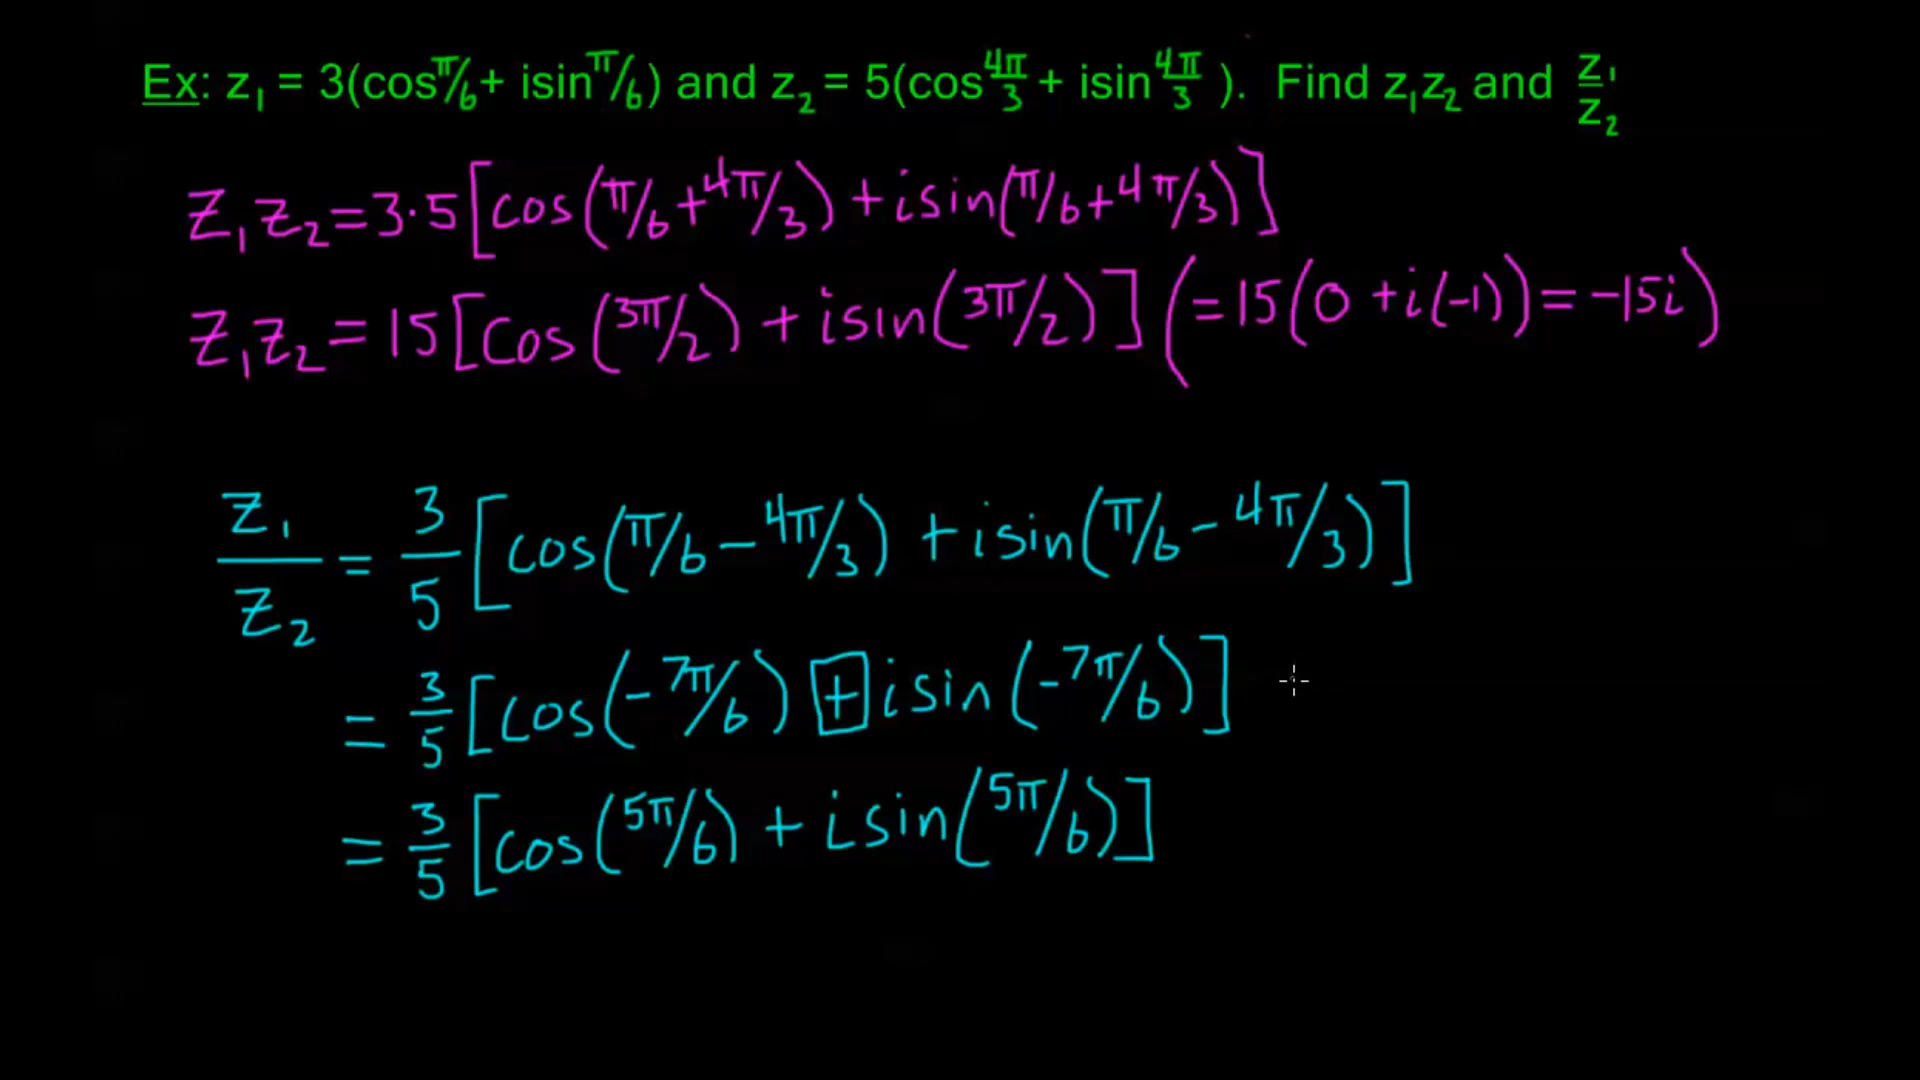 Ex: z₁ = 3(cos π/6 + isin π/6) and z₂ = 5(cos 4π/3 + isin 4π/3). Find z₁z₂ and z₁/z₂
z₁z₂ = 3·5[cos(π/6 + 4π/3) + isin(π/6 + 4π/3)]
z₁z₂ = 15[cos(3π/2) + isin(3π/2)] (= 15(0 + i(-1)) = -15i)
z₁/z₂ = 3/5 [cos(π/6 - 4π/3) + isin(π/6 - 4π/3)]
= 3/5 [cos(-7π/6) + isin(-7π/6)]
= 3/5 [cos(5π/6) + isin(5π/6)]